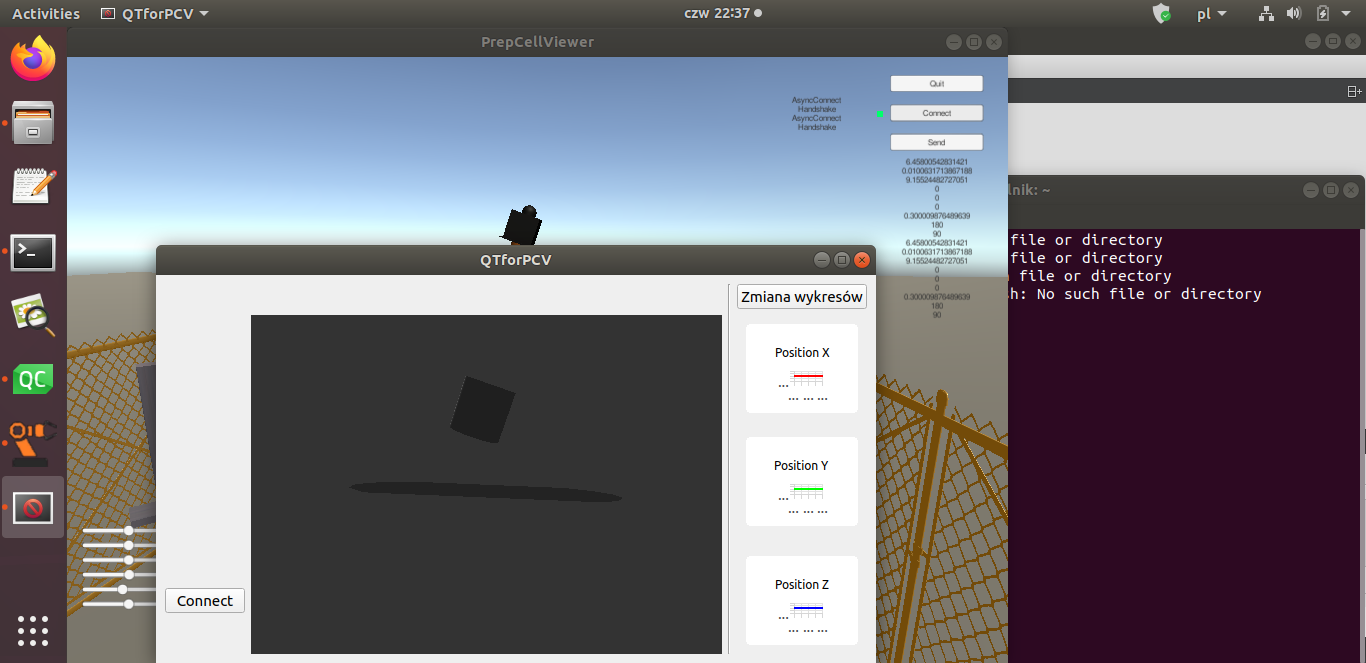 Activities
QTforPCV
czw 22:37
pl
PrepCellViewer
Quit
AsyncConnect
Handshake
AsyncConnect
Handshake
Connect
Send
6.45800542831421
0.0100631713867188
9.15524482727051
0
0
0
0.300009876489639
180
90
6.45800542831421
0.0100631713867188
9.15524482727051
0
0
0
0.300009876489639
180
90
lnik: ~
file or directory
file or directory
file or directory
h: No such file or directory
QC
QTforPCV
Zmiana wykresów
Position X
...
... ... ...
Position Y
...
... ... ...
Position Z
...
... ... ...
Connect